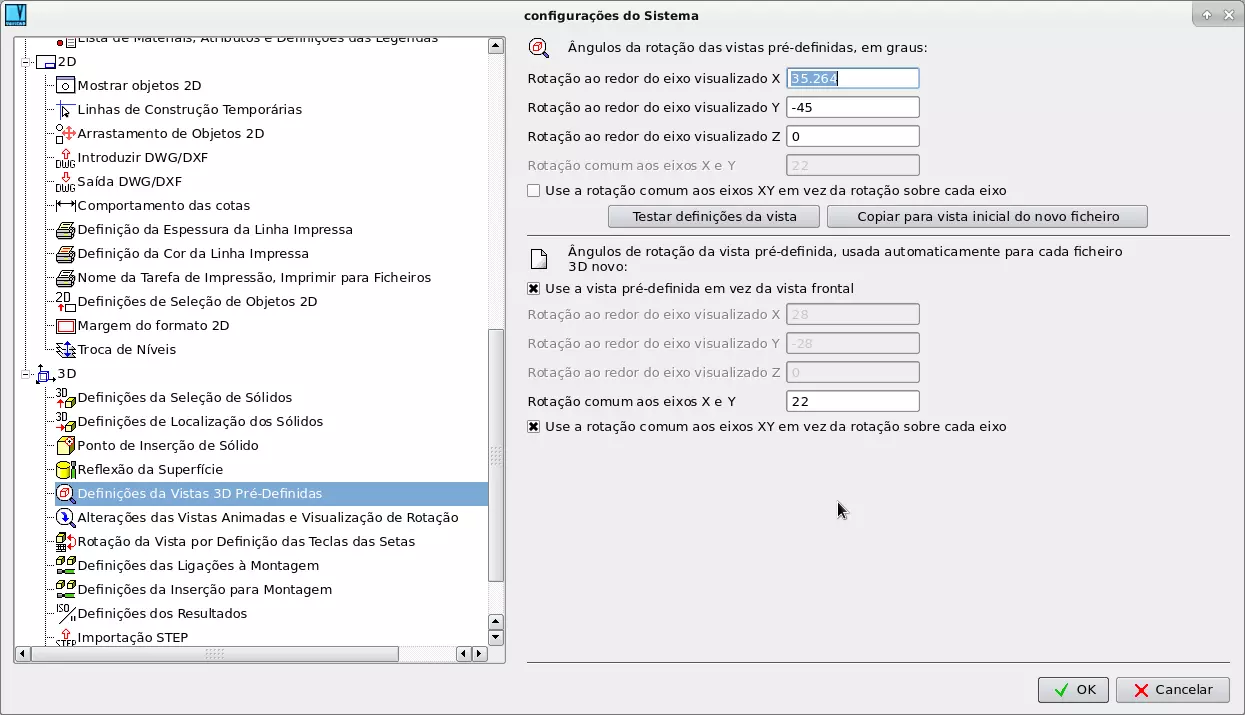 configurações do Sistema
Lista de Materiais, Atributos e Definições das Legendas
2D
Mostrar objetos 2D
Linhas de Construção Temporárias
Arrastamento de Objetos 2D
DWG Introduzir DWG/DXF
DWG Saída DWG/DXF
Comportamento das cotas
Definição da Espessura da Linha Impressa
Definição da Cor da Linha Impressa
Nome da Tarefa de Impressão, Imprimir para Ficheiros
2D Definições de Seleção de Objetos 2D
Margem do formato 2D
Troca de Níveis
3D
3D Definições da Seleção de Sólidos
3D Definições de Localização dos Sólidos
Ponto de Inserção de Sólido
Reflexão da Superfície
Definições da Vistas 3D Pré-Definidas
Alterações das Vistas Animadas e Visualização de Rotação
Rotação da Vista por Definição das Teclas das Setas
Definições das Ligações à Montagem
Definições da Inserção para Montagem
ISO Definições dos Resultados
STEP Importação STEP
Ângulos da rotação das vistas pré-definidas, em graus:
Rotação ao redor do eixo visualizado X 35.264
Rotação ao redor do eixo visualizado Y -45
Rotação ao redor do eixo visualizado Z 0
Rotação comum aos eixos X e Y 22
Use a rotação comum aos eixos XY em vez da rotação sobre cada eixo
Testar definições da vista Copiar para vista inicial do novo ficheiro
Ângulos de rotação da vista pré-definida, usada automaticamente para cada ficheiro
3D novo:
Use a vista pré-definida em vez da vista frontal
Rotação ao redor do eixo visualizado X 28
Rotação ao redor do eixo visualizado Y -28
Rotação ao redor do eixo visualizado Z 0
Rotação comum aos eixos X e Y 22
Use a rotação comum aos eixos XY em vez da rotação sobre cada eixo
OK Cancelar